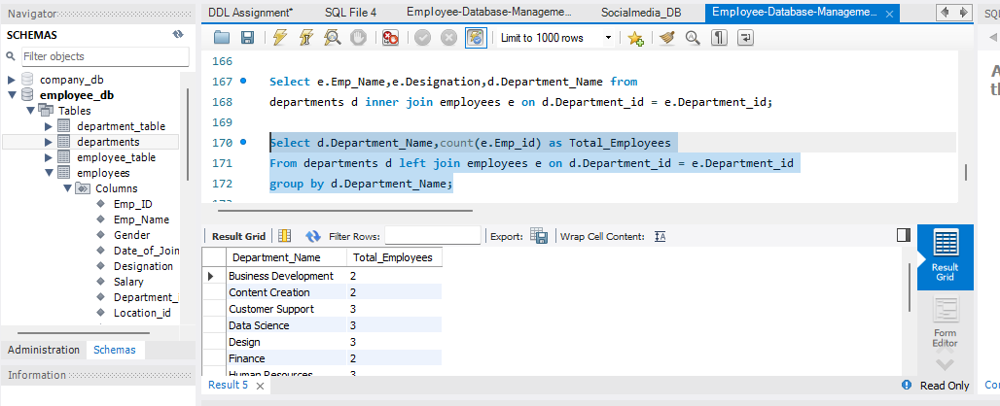 Navigator:
SCHEMAS
Filter objects
company_db
employee_db
Tables
department_table
departments
employee_table
employees
Columns
Emp_ID
Emp_Name
Gender
Date_of_Join
Designation
Salary
Department_
Location_id
Administration Schemas
Information
DDL Assignment* SQL File 4 Employee-Database-Manageme... Socialmedia_DB Employee-Database-Manageme...
Limit to 1000 rows
166
167 Select e.Emp_Name,e.Designation,d.Department_Name from
168 departments d inner join employees e on d.Department_id = e.Department_id;
169
170 Select d.Department_Name,count(e.Emp_id) as Total_Employees
171 From departments d left join employees e on d.Department_id = e.Department_id
172 group by d.Department_Name;
Result Grid Filter Rows: Export: Wrap Cell Content:
Department_Name Total_Employees
Business Development 2
Content Creation 2
Customer Support 3
Data Science 3
Design 3
Finance 2
Human Resources 3
Result
Grid
Form
Editor
Result 5 Read Only
SQL